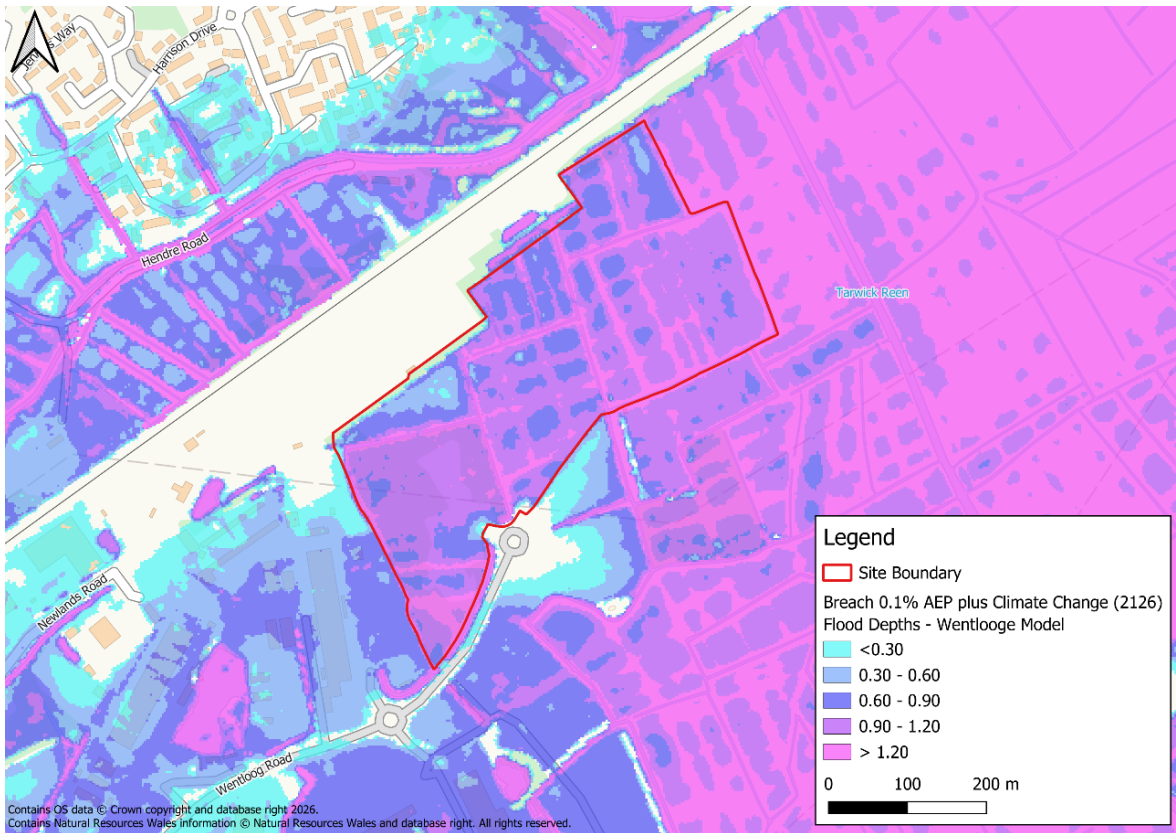 Jenkins Way
Harrison Drive
Hendre Road
Tarwick Reen
Newlands Road
Wentloog Road
Legend
Site Boundary
Breach 0.1% AEP plus Climate Change (2126)
Flood Depths - Wentlooge Model
<0.30
0.30 - 0.60
0.60 - 0.90
0.90 - 1.20
> 1.20
0 100 200 m
Contains OS data © Crown copyright and database right 2026.
Contains Natural Resources Wales information © Natural Resources Wales and database right. All rights reserved.